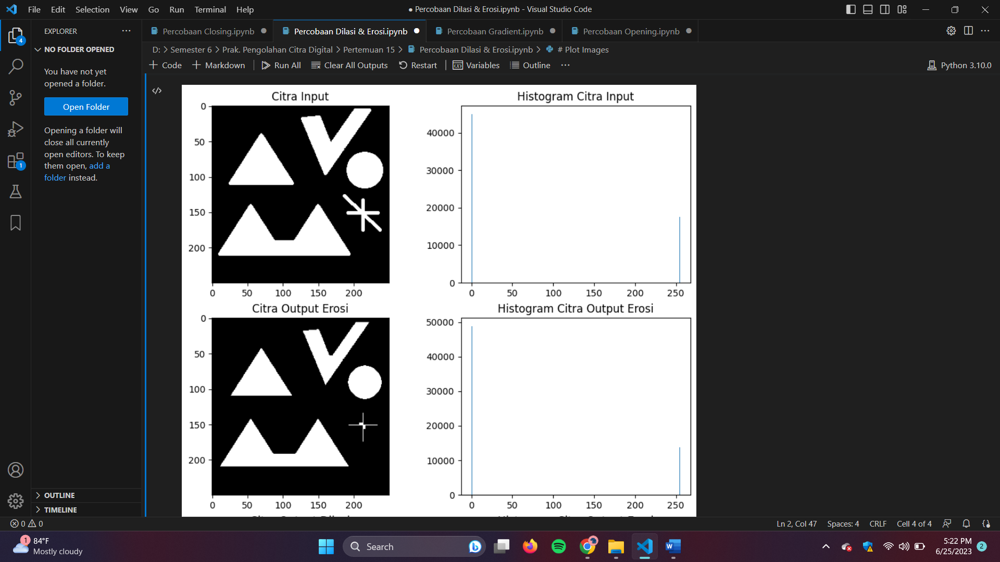 File Edit Selection View Go Run Terminal Help
● Percobaan Dilasi & Erosi.ipynb - Visual Studio Code
EXPLORER
Percobaan Closing.ipynb
Percobaan Dilasi & Erosi.ipynb
Percobaan Gradient.ipynb
Percobaan Opening.ipynb
4
NO FOLDER OPENED
D: > Semester 6 > Prak. Pengolahan Citra Digital > Pertemuan 15 > Percobaan Dilasi & Erosi.ipynb > # Plot Images
+ Code + Markdown Run All Clear All Outputs Restart Variables Outline ···
Python 3.10.0
You have not yet
opened a folder.
Open Folder
Opening a folder will
close all currently
open editors. To keep
them open, add a
folder instead.
1
Citra Input
0
50
100
150
200
0 50 100 150 200
Histogram Citra Input
40000
30000
20000
10000
0
0 50 100 150 200 250
Citra Output Erosi
0
50
100
150
200
0 50 100 150 200
Histogram Citra Output Erosi
50000
40000
30000
20000
10000
0
0 50 100 150 200 250
OUTLINE
TIMELINE
0 0
Ln 2, Col 47 Spaces: 4 CRLF Cell 4 of 4
1
84°F
Mostly cloudy
Search
5:22 PM
6/25/2023
2